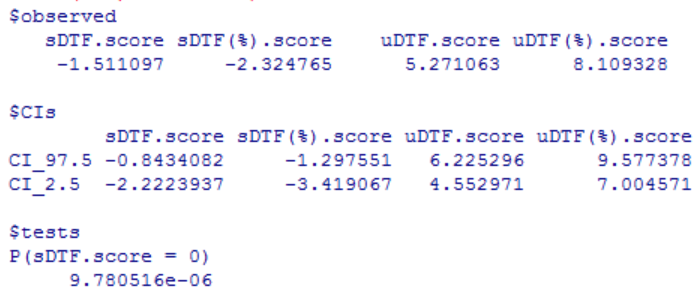 $observed
sDTF.score sDTF(%).score uDTF.score uDTF(%).score
-1.511097 -2.324765 5.271063 8.109328
$CIs
sDTF.score sDTF(%).score uDTF.score uDTF(%).score
CI_97.5 -0.8434082 -1.297551 6.225296 9.577378
CI_2.5 -2.2223937 -3.419067 4.552971 7.004571
$tests
P(sDTF.score = 0)
9.780516e-06